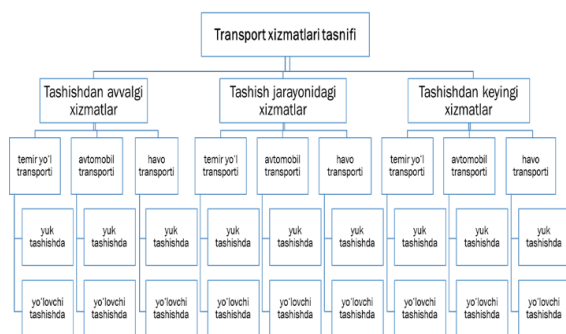 Transport xizmatlari tasnifi
Tashishdan avvalgi
xizmatlar
Tashish jarayonidagi
xizmatlar
Tashishdan keyingi
xizmatlar
temir yo'l
transporti
avtomobil
transporti
havo
transporti
temir yo'l
transporti
avtomobil
transporti
havo
transporti
temir yo'l
transporti
avtomobil
transporti
havo
transporti
yuk
tashishda
yuk
tashishda
yuk
tashishda
yuk
tashishda
yuk
tashishda
yuk
tashishda
yuk
tashishda
yuk
tashishda
yuk
tashishda
yo'lovchi
tashishda
yo'lovchi
tashishda
yo'lovchi
tashishda
yo'lovchi
tashishda
yo'lovchi
tashishda
yo'lovchi
tashishda
yo'lovchi
tashishda
yo'lovchi
tashishda
yo'lovchi
tashishda